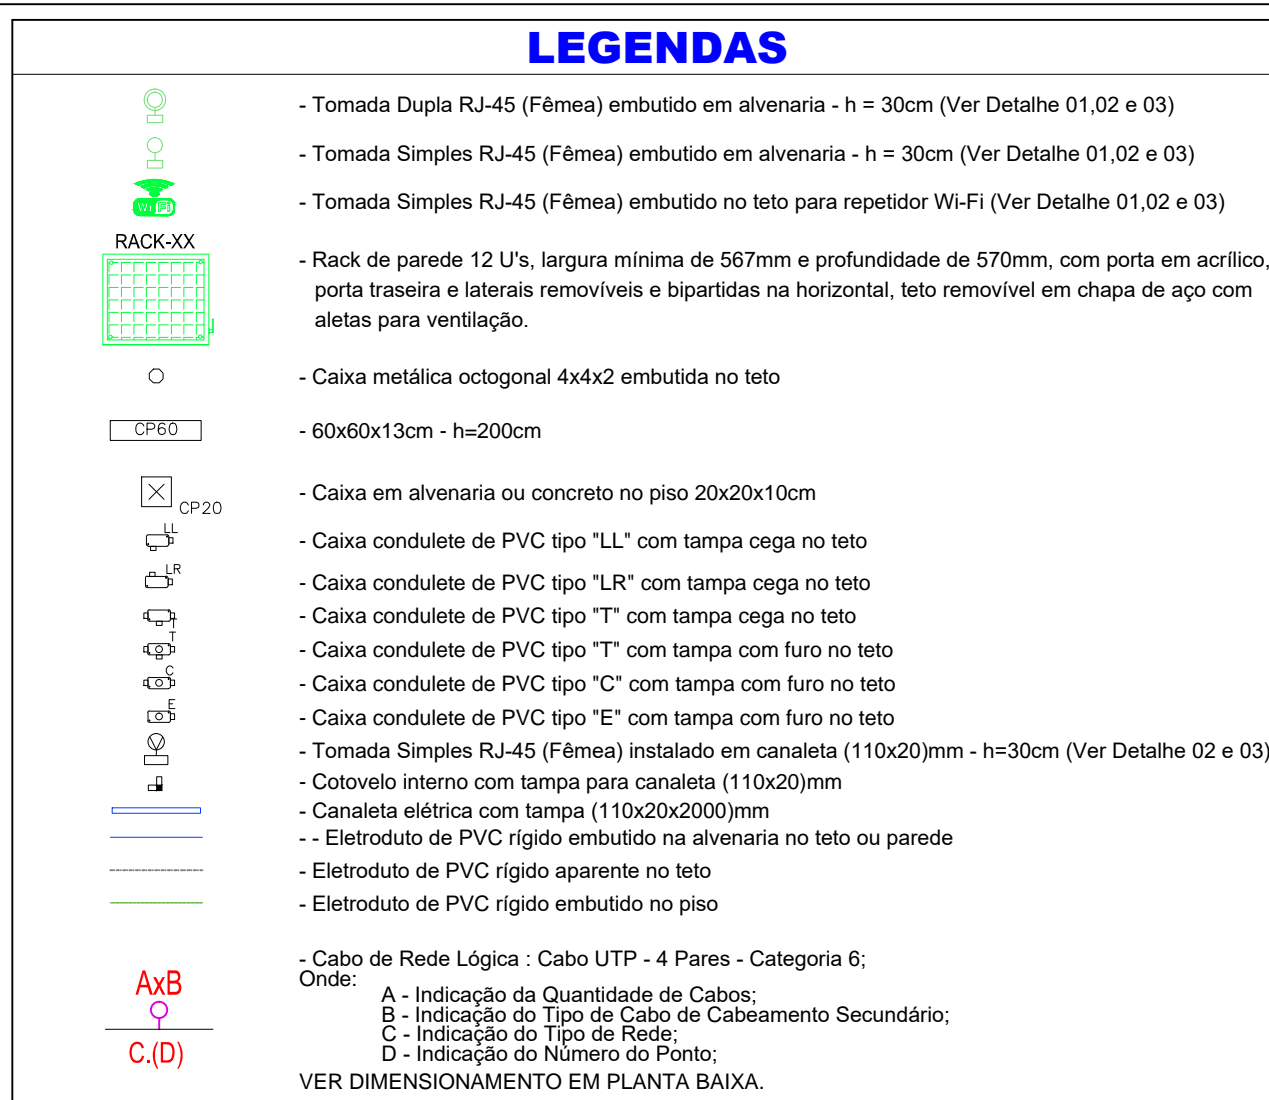 LEGENDAS
- Tomada Dupla RJ-45 (Fêmea) embutido em alvenaria - h = 30cm (Ver Detalhe 01,02 e 03)
- Tomada Simples RJ-45 (Fêmea) embutido em alvenaria - h = 30cm (Ver Detalhe 01,02 e 03)
Wi Fi - Tomada Simples RJ-45 (Fêmea) embutido no teto para repetidor Wi-Fi (Ver Detalhe 01,02 e 03)
RACK-XX
- Rack de parede 12 U's, largura mínima de 567mm e profundidade de 570mm, com porta em acrílico,
porta traseira e laterais removíveis e bipartidas na horizontal, teto removível em chapa de aço com
aletas para ventilação.
- Caixa metálica octogonal 4x4x2 embutida no teto
CP60 - 60x60x13cm - h=200cm
CP20 - Caixa em alvenaria ou concreto no piso 20x20x10cm
LL - Caixa condulete de PVC tipo "LL" com tampa cega no teto
LR - Caixa condulete de PVC tipo "LR" com tampa cega no teto
T - Caixa condulete de PVC tipo "T" com tampa cega no teto
T - Caixa condulete de PVC tipo "T" com tampa com furo no teto
C - Caixa condulete de PVC tipo "C" com tampa com furo no teto
E - Caixa condulete de PVC tipo "E" com tampa com furo no teto
- Tomada Simples RJ-45 (Fêmea) instalado em canaleta (110x20)mm - h=30cm (Ver Detalhe 02 e 03)
- Cotovelo interno com tampa para canaleta (110x20)mm
- Canaleta elétrica com tampa (110x20x2000)mm
- - Eletroduto de PVC rígido embutido na alvenaria no teto ou parede
- Eletroduto de PVC rígido aparente no teto
- Eletroduto de PVC rígido embutido no piso
- Cabo de Rede Lógica : Cabo UTP - 4 Pares - Categoria 6;
Onde:
AxB
A - Indicação da Quantidade de Cabos;
B - Indicação do Tipo de Cabo de Cabeamento Secundário;
C - Indicação do Tipo de Rede;
D - Indicação do Número do Ponto;
C.(D)
VER DIMENSIONAMENTO EM PLANTA BAIXA.